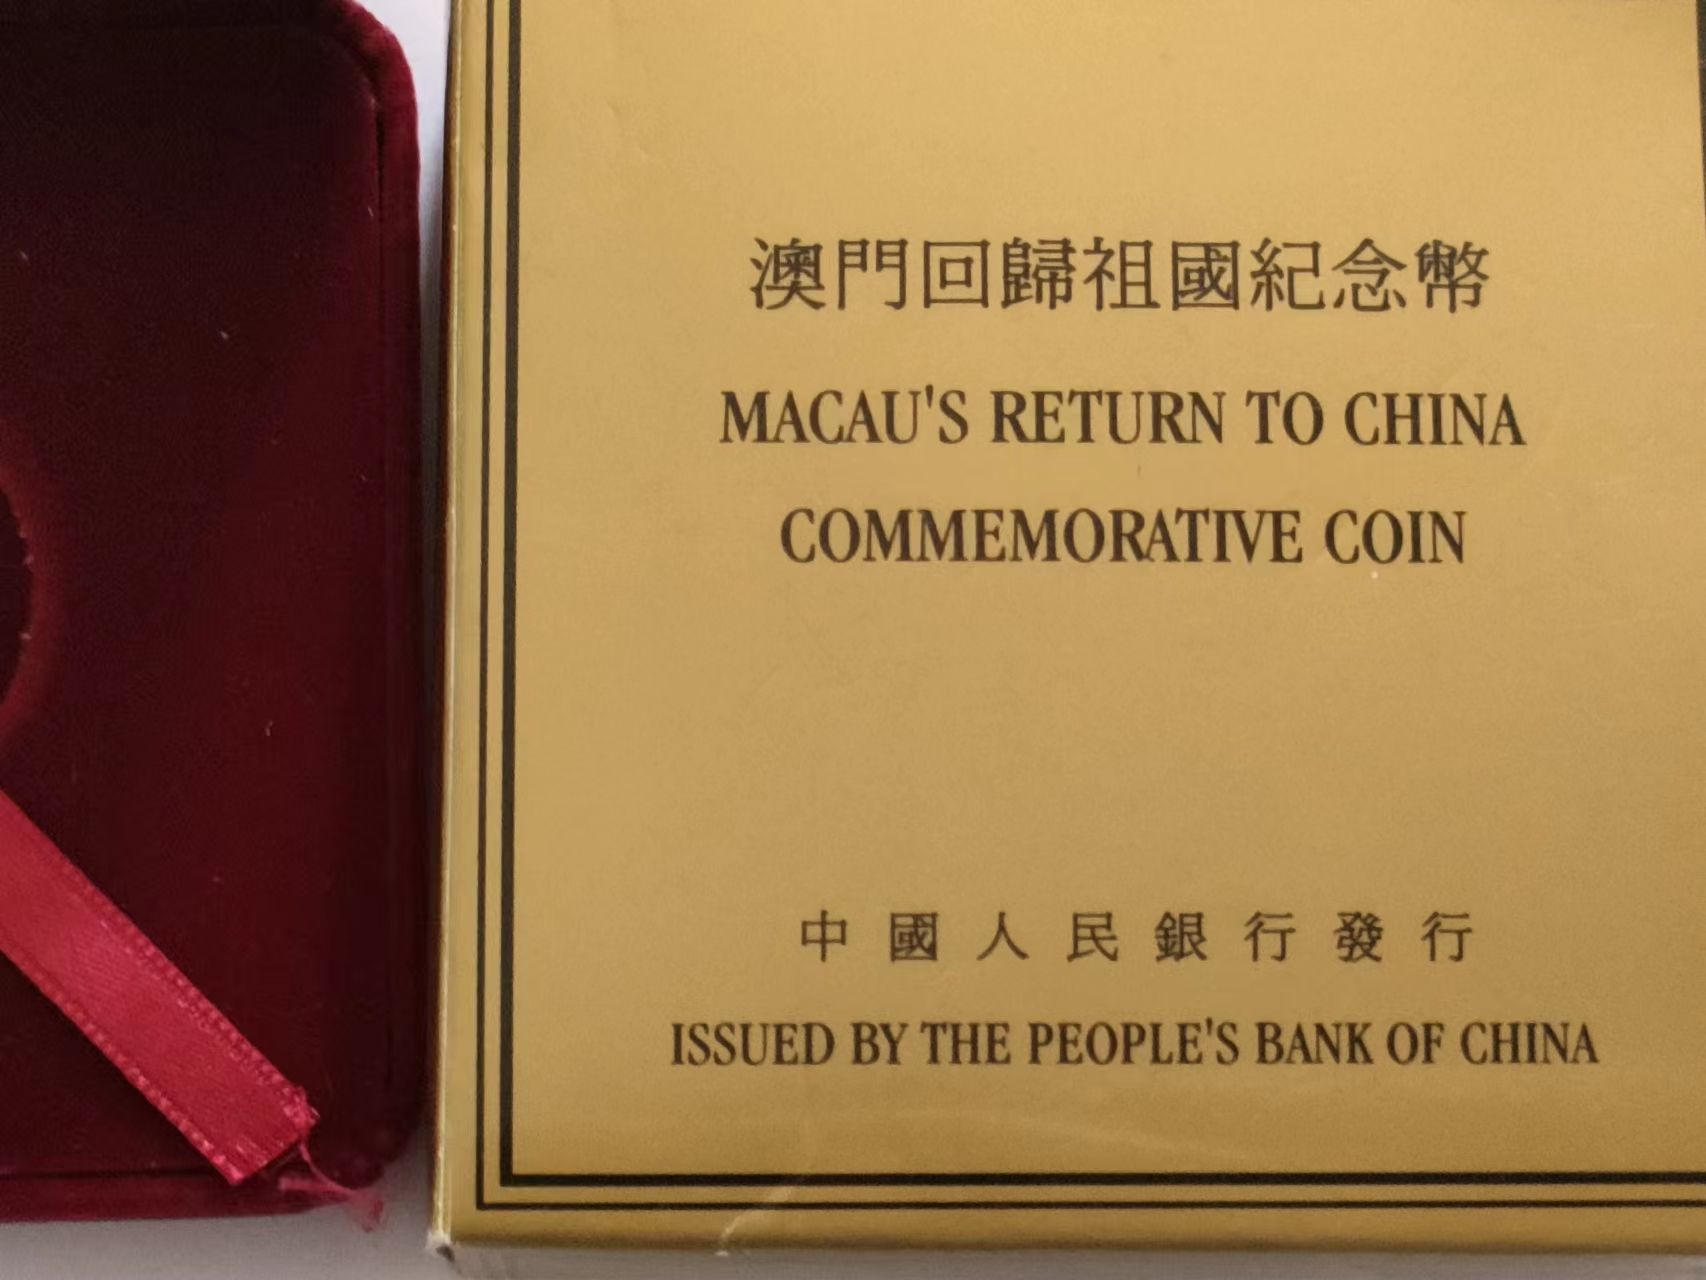 澳門回歸祖國紀念幣
MACAU'S RETURN TO CHINA
COMMEMORATIVE COIN
中國人民銀行發行
ISSUED BY THE PEOPLE'S BANK OF CHINA